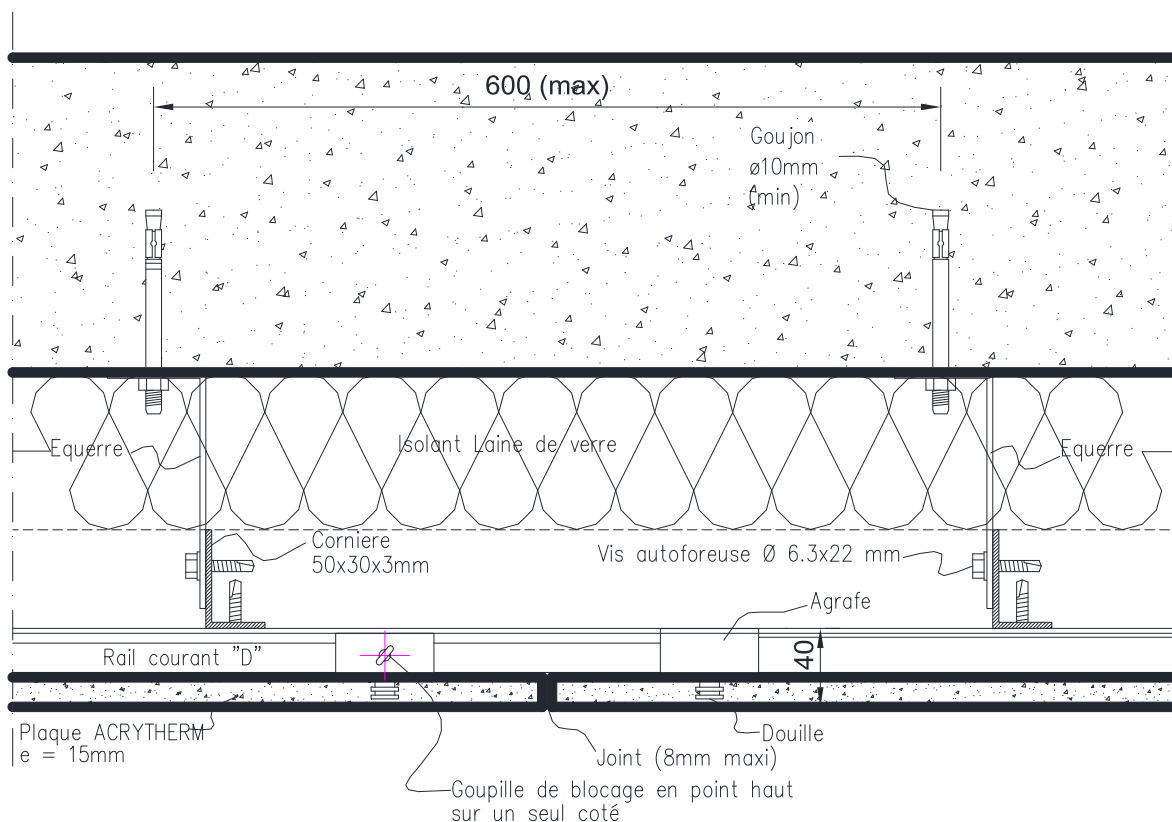 600 (max)
Goujon
ø10mm
(min)
Equerre
Isolant Laine de verre
Equerre
Corniere
50x30x3mm
Vis autoforeuse Ø 6.3x22 mm
Agrafe
Rail courant "D"
40
Plaque ACRYTHERM
e = 15mm
Douille
Joint (8mm maxi)
Goupille de blocage en point haut
sur un seul coté